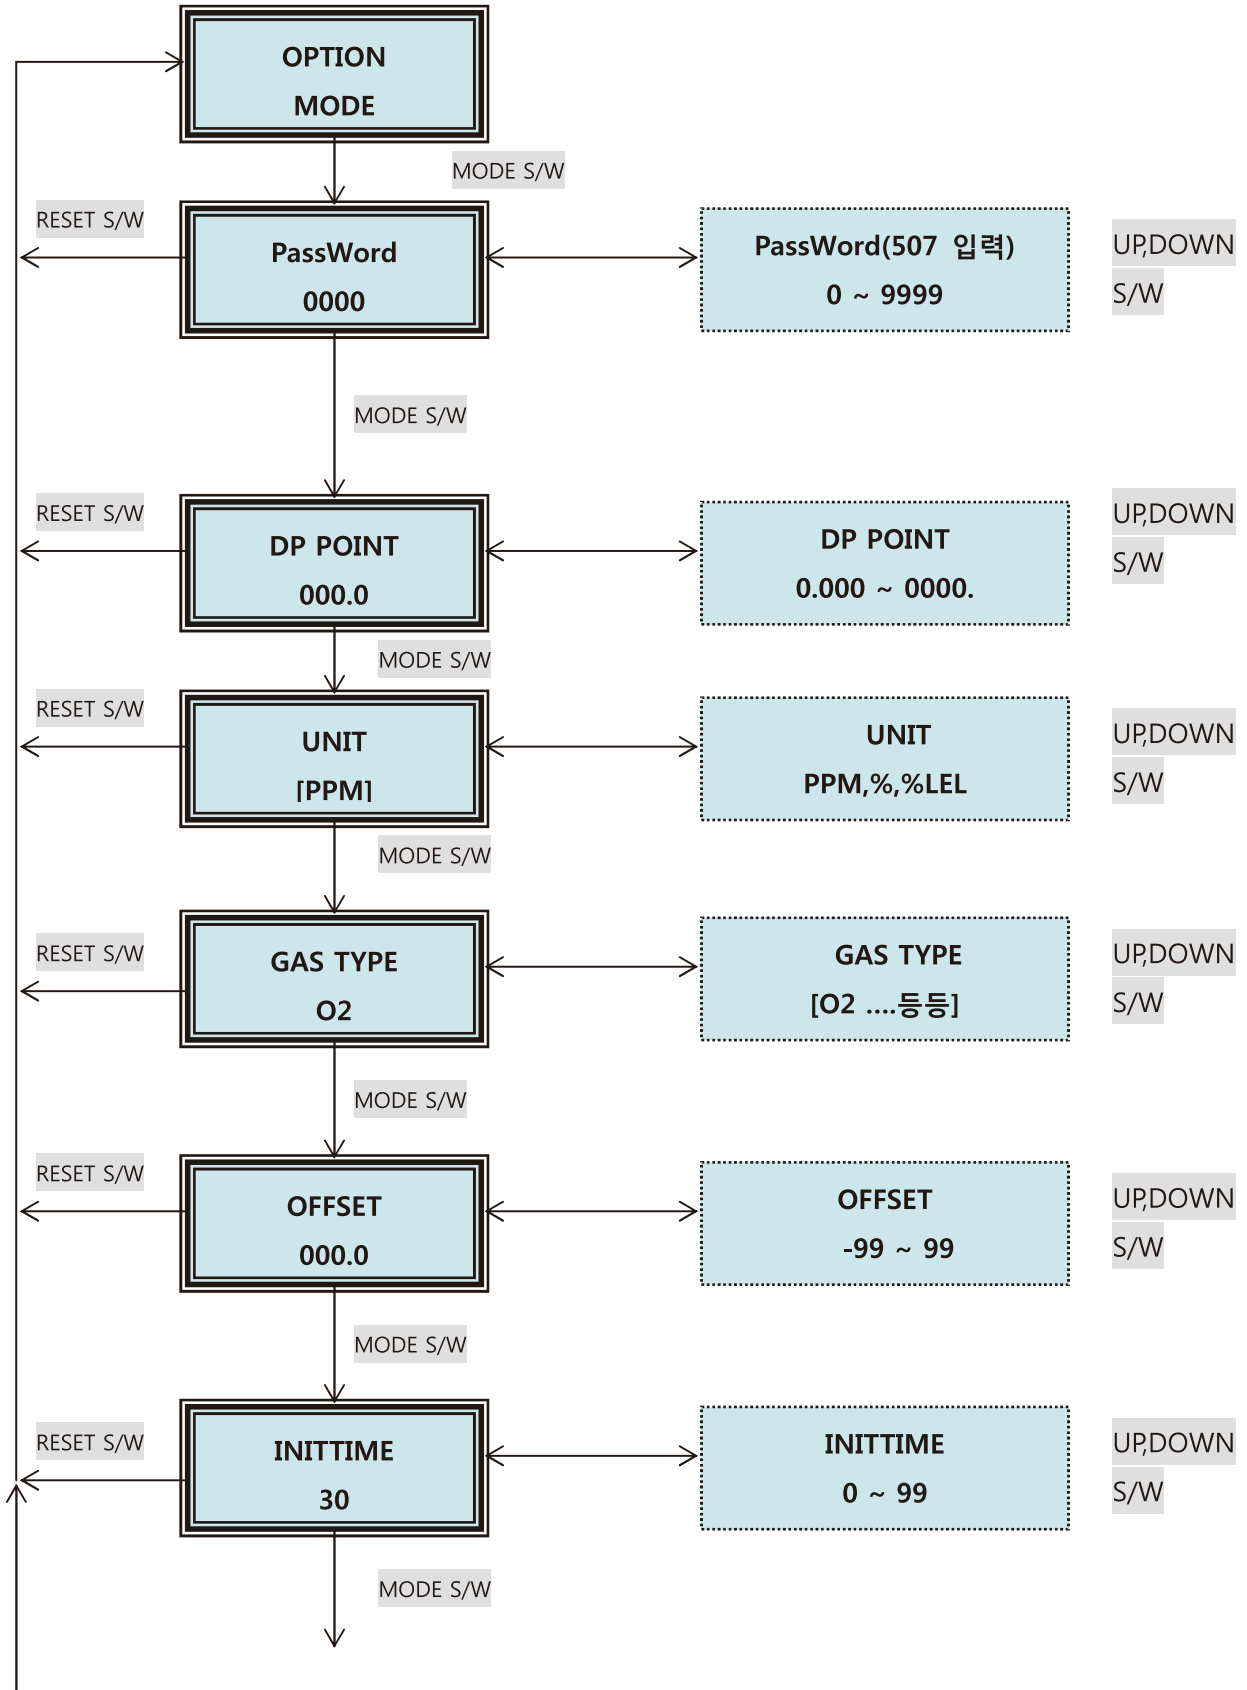 OPTION
MODE
MODE S/W
RESET S/W
PassWord
0000
PassWord(507 입력)
0 ~ 9999
UP,DOWN
S/W
MODE S/W
RESET S/W
DP POINT
000.0
DP POINT
0.000 ~ 0000.
UP,DOWN
S/W
MODE S/W
RESET S/W
UNIT
[PPM]
UNIT
PPM,%,%LEL
UP,DOWN
S/W
MODE S/W
RESET S/W
GAS TYPE
O2
GAS TYPE
[O2 ....등등]
UP,DOWN
S/W
MODE S/W
RESET S/W
OFFSET
000.0
OFFSET
-99 ~ 99
UP,DOWN
S/W
MODE S/W
RESET S/W
INITTIME
30
INITTIME
0 ~ 99
UP,DOWN
S/W
MODE S/W